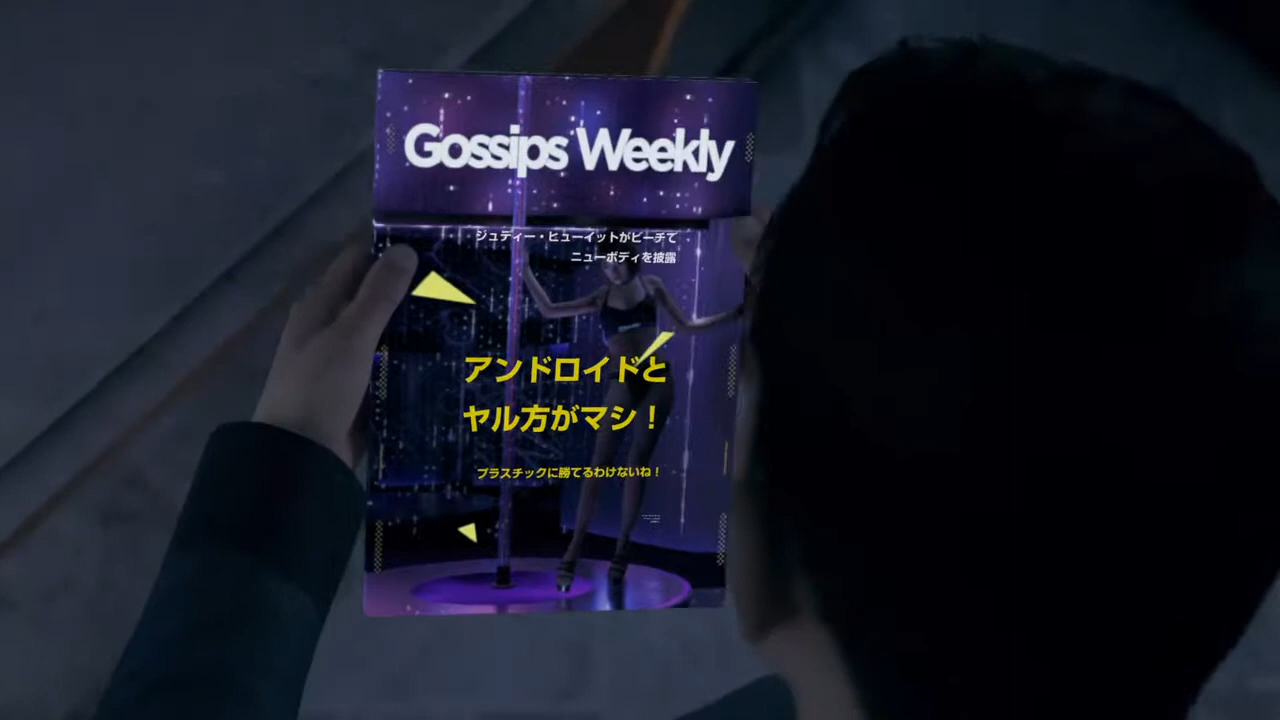 Gossips Weekly
ジュディー・ヒューイットがビーチで
ニューボディを披露
アンドロイドと
ヤル方がマシ！
プラスチックに勝てるわけないね！